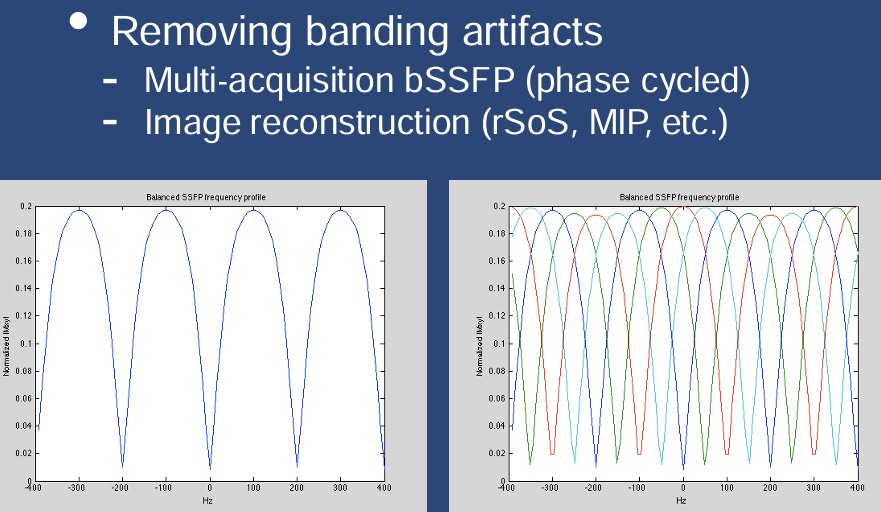 • Removing banding artifacts
- Multi-acquisition bSSFP (phase cycled)
- Image reconstruction (rSoS, MIP, etc.)
Balanced SSFP frequency profile
0.2
0.18
0.16
0.14
0.12
0.1
0.08
0.06
0.04
0.02
0
Normalized |Mxy|
-400 -300 -200 -100 0 100 200 300 400
Hz
Balanced SSFP frequency profile
0.2
0.18
0.16
0.14
0.12
0.1
0.08
0.06
0.04
0.02
0
Normalized |Mxy|
-400 -300 -200 -100 0 100 200 300 400
Hz